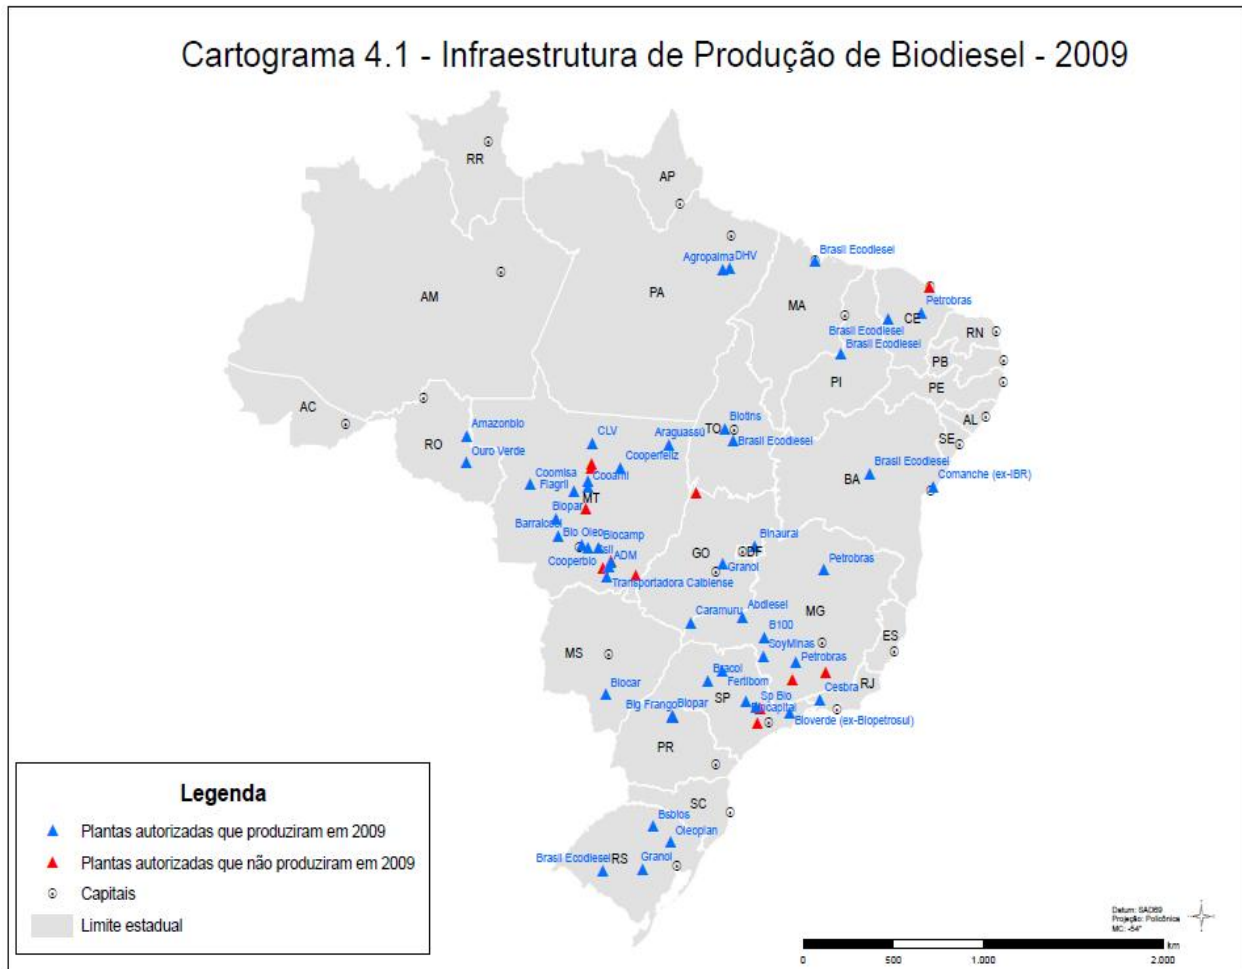 Cartograma 4.1 - Infraestrutura de Produção de Biodiesel - 2009
RR
AP
Agropalma
DHV
Brasil Ecodiesel
AM
PA
MA
Petrobras
CE
RN
Brasil Ecodiesel
Brasil Ecodiesel
PB
PI
PE
AC
AL
Amazonbio
CLV
Araguassú
Biotins
TO
SE
RO
Brasil Ecodiesel
Ouro Verde
Cooperfeliz
Brasil Ecodiesel
Coomisa
Cooami
BA
Comanche (ex-IBR)
Fiagril
MT
Biopar
Barralcool
Bio Oleo
Biocamp
Binatural
GO
DF
Cooperbio
ADM
Granol
Petrobras
Transportadora Caibiense
Caramuru
Abdiesel
MG
B100
ES
SoyMinas
MS
Petrobras
Bracol
Fertibom
RJ
Biocar
Cesbra
SP
Sp Bio
Big Frango
Biopar
Biocapital
Bioverde (ex-Biopetrosul)
PR
SC
Bsbios
Oleoplan
Brasil Ecodiesel
RS
Granol
Legenda
Plantas autorizadas que produziram em 2009
Plantas autorizadas que não produziram em 2009
Capitais
Limite estadual
Datum: SAD69
Projeção: Policônica
MC: -54°
km
0 500 1.000 2.000